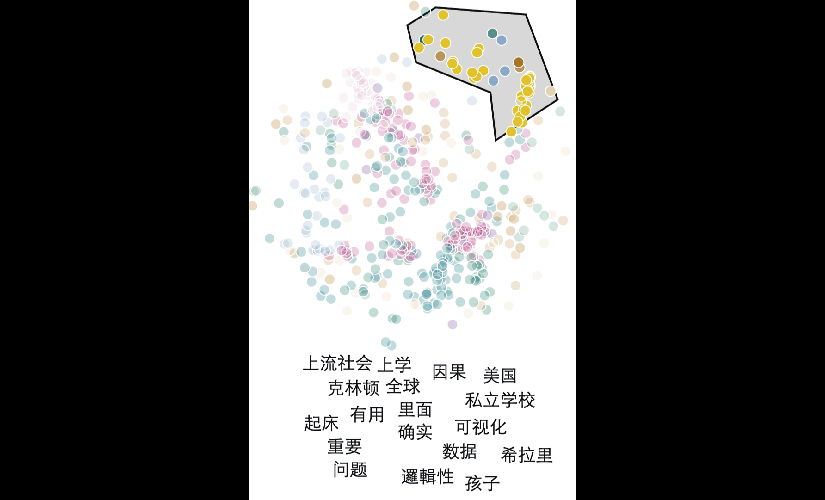 上流社会 上学
因果 美国
克林顿 全球
私立学校
起床 有用 里面
确实 可视化
重要 数据 希拉里
问题 邏輯性 孩子